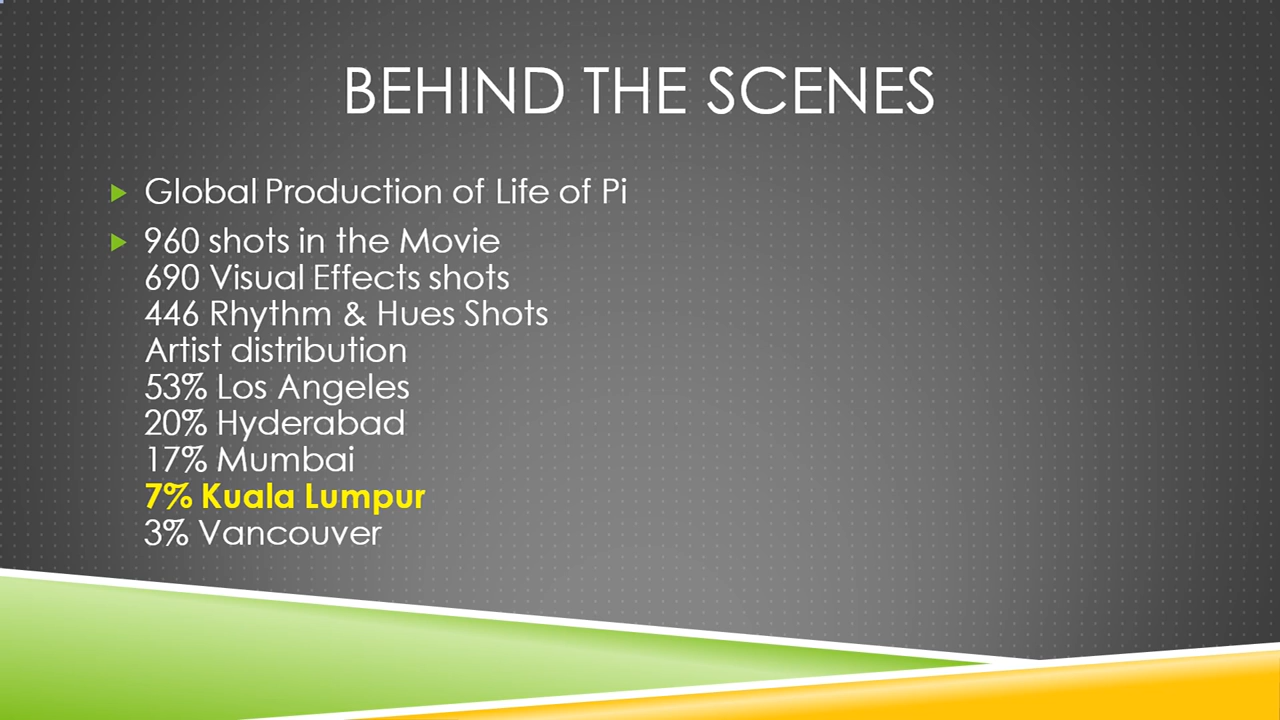 BEHIND THE SCENES
Global Production of Life of Pi
960 shots in the Movie
690 Visual Effects shots
446 Rhythm & Hues Shots
Artist distribution
53% Los Angeles
20% Hyderabad
17% Mumbai
7% Kuala Lumpur
3% Vancouver